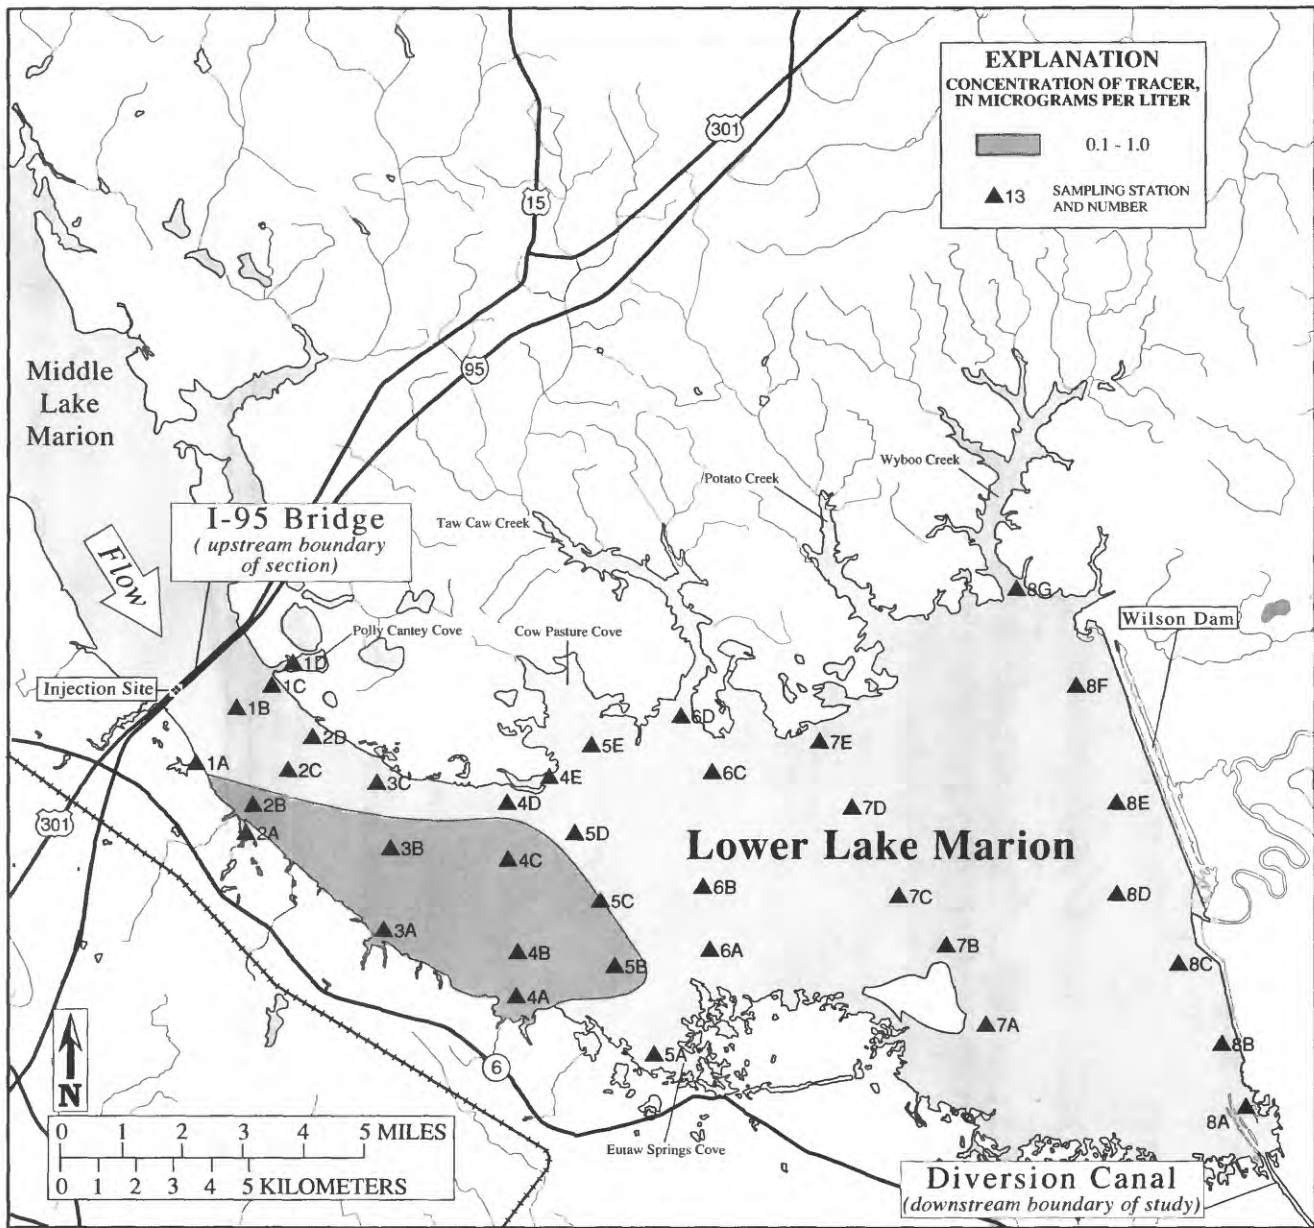 EXPLANATION
CONCENTRATION OF TRACER,
IN MICROGRAMS PER LITER
0.1 - 1.0
13
SAMPLING STATION
AND NUMBER
301
15
95
Middle
Lake
Marion
Wyboo Creek
Potato Creek
I-95 Bridge
( upstream boundary
of section)
Taw Caw Creek
Flow
8G
Wilson Dam
Polly Cantey Cove
Cow Pasture Cove
1D
Injection Site
1C
8F
1B
6D
2D
7E
5E
1A
2C
6C
4E
3C
2B
4D
7D
8E
301
2A
5D
3B
Lower Lake Marion
4C
6B
5C
7C
8D
3A
4B
6A
7B
5B
8C
4A
7A
N
6
5A
8B
8A
0 1 2 3 4 5 MILES
0 1 2 3 4 5 KILOMETERS
Eutaw Springs Cove
Diversion Canal
(downstream boundary of study)